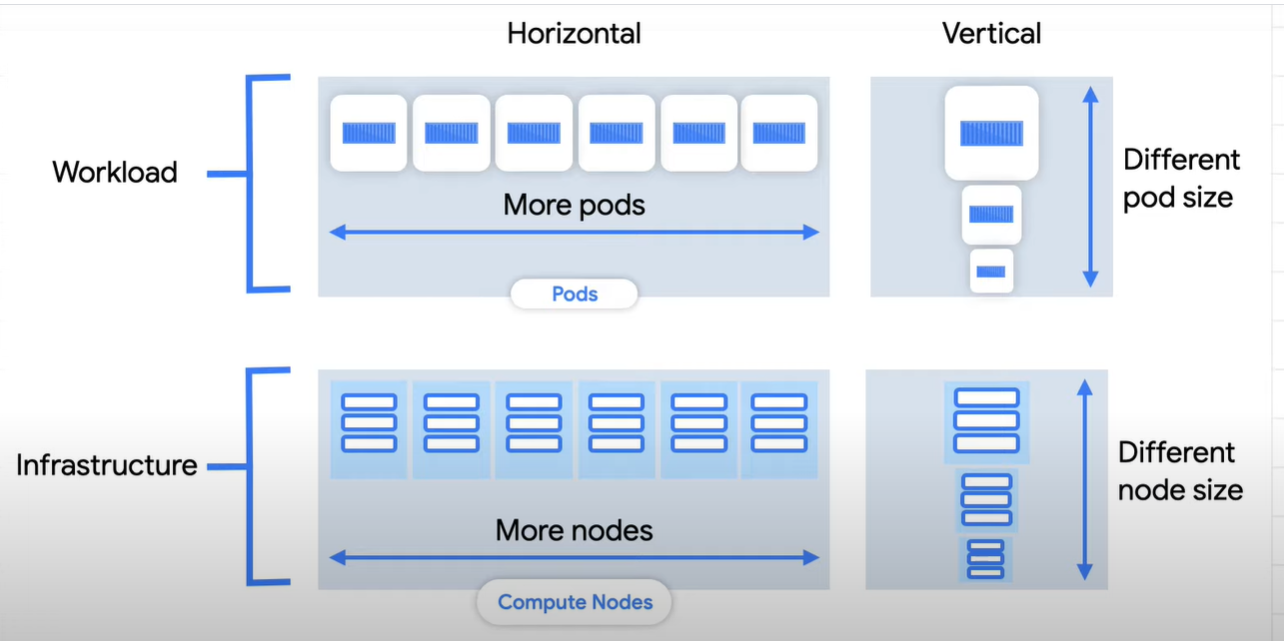 Horizontal
Vertical
Workload
More pods
Pods
Different
pod size
Infrastructure
More nodes
Compute Nodes
Different
node size